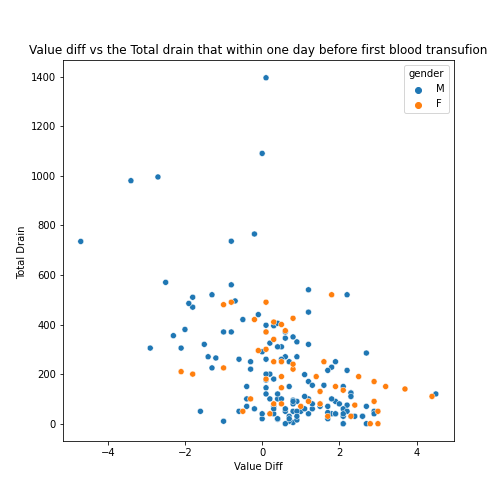 Value diff vs the Total drain that within one day before first blood transufion
gender
M
F
1400
1200
1000
800
600
400
200
0
Total Drain
−4
−2
0
2
4
Value Diff